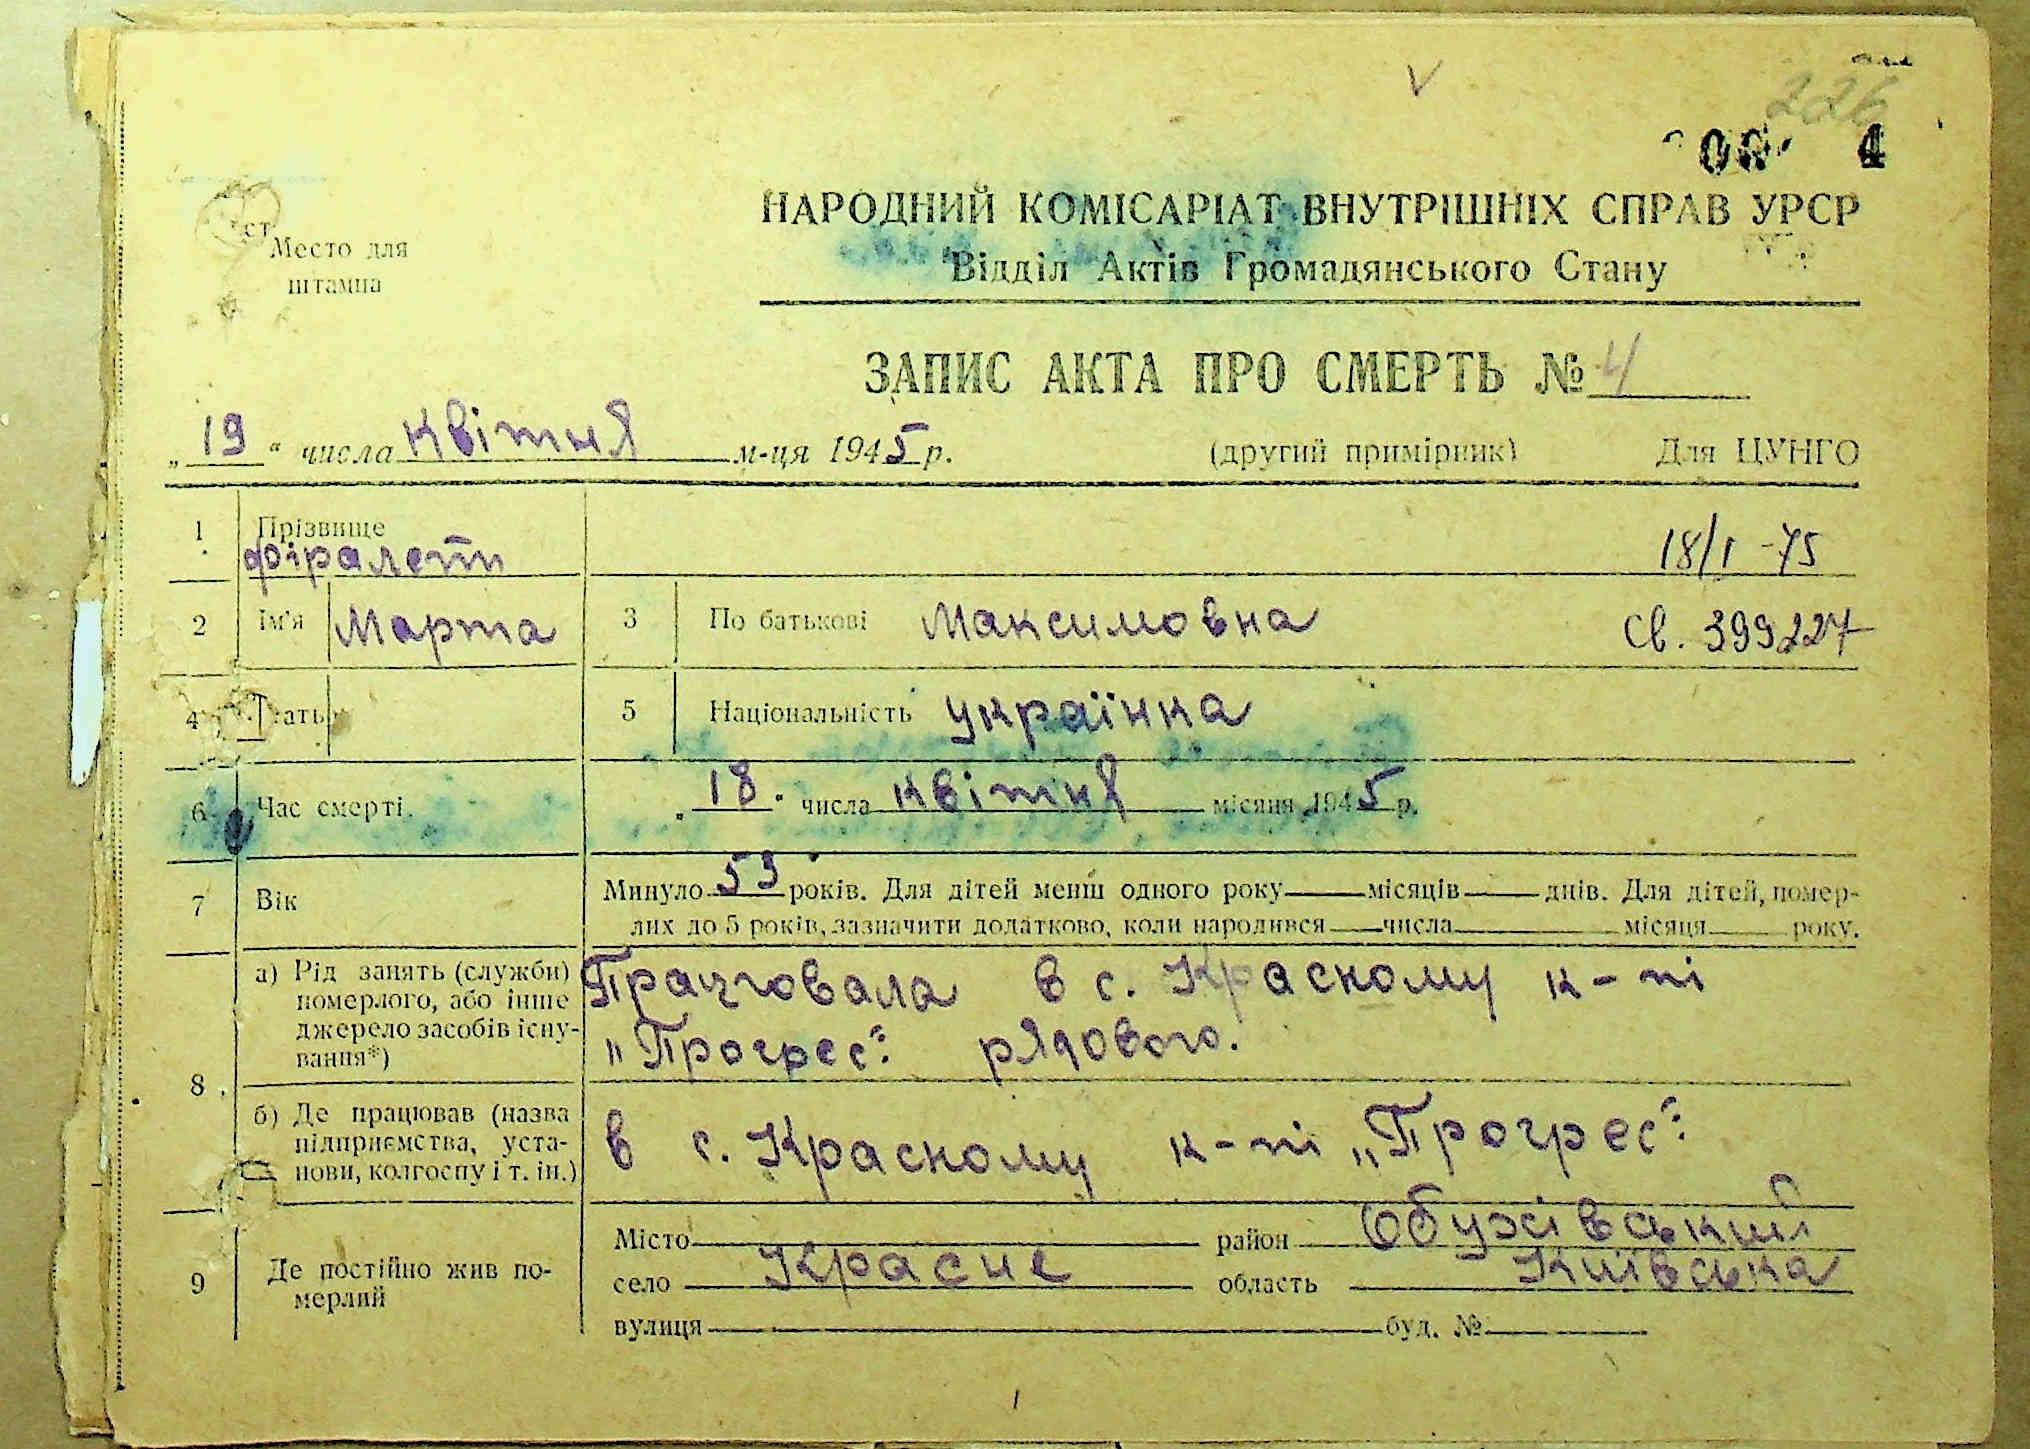 226
4
Место для
штампа
НАРОДНИЙ КОМІСАРІАТ ВНУТРІШНІХ СПРАВ УРСР
Відділ Актів Громадянського Стану
ЗАПИС АКТА ПРО СМЕРТЬ № 4
„19“ числа квітня м-ця 1945 р. (другий примірник) Для ЦУНГО
1 Прізвище
фіралєтт 18/I-75
2 Ім'я Марта 3 По батькові Максимовна св. 399227
4 5 Національність українка
6 Час смерті. „18“ числа квітня місяця 1945 р.
7 Вік Минуло 53 років. Для дітей менш одного року місяців днів. Для дітей, помер-
лих до 5 років, зазначити додатково, коли народився числа місяця року.
8 а) Рід занять (служби) померлого, або інше джерело засобів існування*) Працювала в с. Красному к-пі
„Прогрес“ рядового.
б) Де працював (назва підприємства, установи, колгоспу і т. ін.) в с. Красному к-пі „Прогрес“
9 Де постійно жив померлий Місто район Обухівський
село Красне область Київська
вулиця буд. №